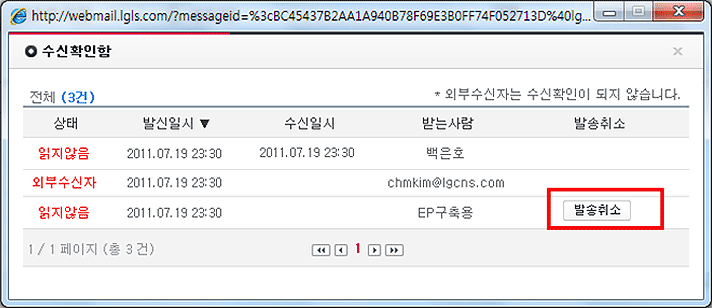 http://webmail.lgls.com/?messageid=%3cBC45437B2AA1A940B78F69E3B0FF74F052713D%40lg...
수신확인함
전체 (3건) * 외부수신자는 수신확인이 되지 않습니다.
상태 발신일시 ▼ 수신일시 받는사람 발송취소
읽지않음 2011.07.19 23:30 2011.07.19 23:30 백은호
외부수신자 2011.07.19 23:30 chmkim@lgcns.com
읽지않음 2011.07.19 23:30 EP구축용 발송취소
1 / 1 페이지 (총 3 건) 1